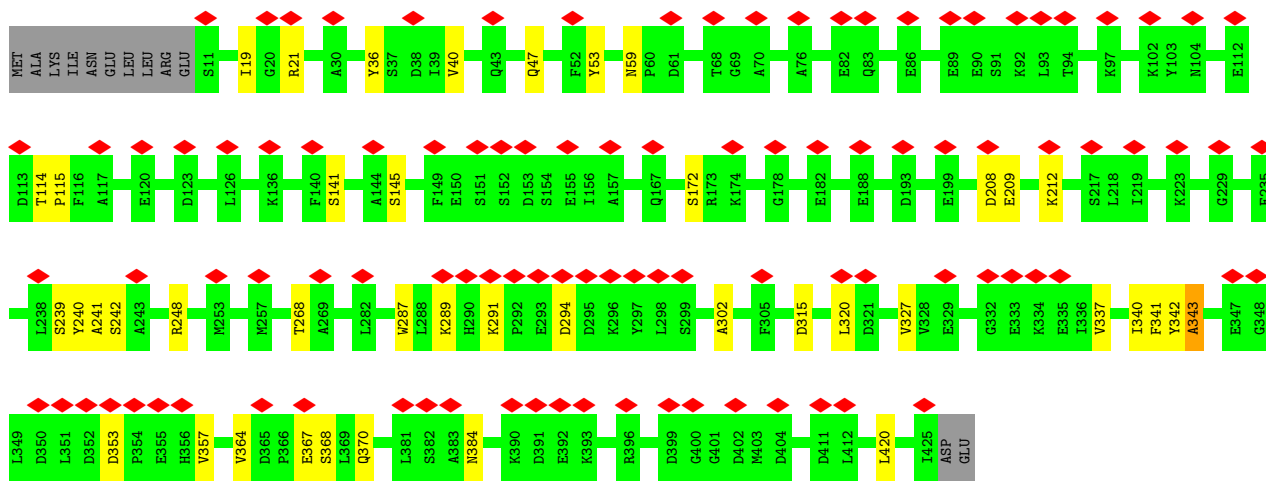 MET ALA LYS ILE ASN GLU LEU LEU ARG GLU S11 I19 G20 R21 A30 Y36 S37 D38 I39 V40 Q43 Q47 F52 Y53 N59 P60 D61 T68 G69 A70 A76 E82 Q83 E86 E89 E90 S91 K92 L93 T94 K97 K102 Y103 N104 E112
D113 T114 P115 F116 A117 E120 D123 L126 K136 F140 S141 A144 S145 F149 E150 S151 S152 D153 S154 E155 I156 A157 Q167 S172 R173 K174 G178 E182 E188 D193 E199 D208 E209 K212 S217 L218 I219 K223 G229
L238 S239 Y240 A241 S242 A243 R248 M253 M257 T268 A269 L282 W287 L288 K289 H290 K291 P292 E293 D294 D295 K296 Y297 L298 S299 A302 F305 D315 L320 D321 V327 V328 E329 G332 E333 K334 E335 I336 V337 I340 F341 Y342 A343 E347 G348
L349 D350 L351 D352 D353 P354 E355 H356 V357 V364 D365 P366 E367 S388 L369 Q370 L381 S382 A383 N384 K390 D391 E392 K393 R396 D399 G400 G401 D402 M403 D404 D411 L412 L420 I425 ASP GLU